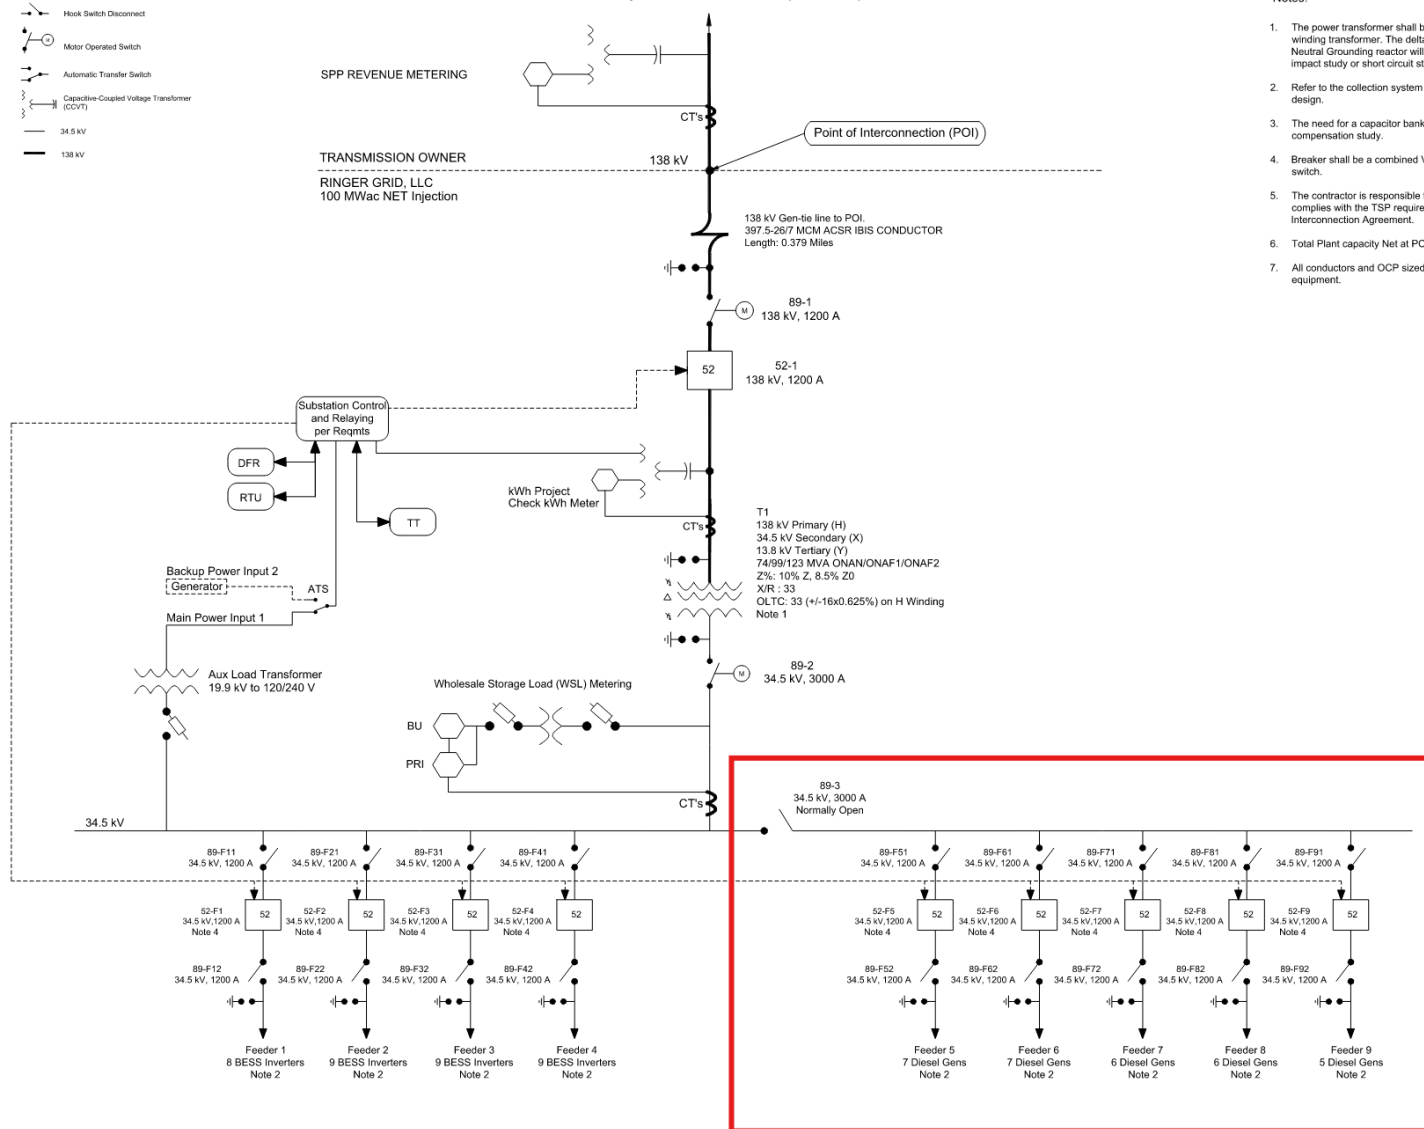 Hook Switch Disconnect
M
Motor Operated Switch
Automatic Transfer Switch
Capacitive-Coupled Voltage Transformer
(CCVT)
34.5 kV
138 kV
SPP REVENUE METERING
CT's
Point of Interconnection (POI)
TRANSMISSION OWNER
138 kV
RINGER GRID, LLC
100 MWac NET Injection
138 kV Gen-tie line to POI.
397.5-26/7 MCM ACSR IBIS CONDUCTOR
Length: 0.379 Miles
89-1
138 kV, 1200 A
M
52
52-1
138 kV, 1200 A
Substation Control
and Relaying
per Reqmts
DFR
RTU
TT
kWh Project
Check kWh Meter
CT's
T1
138 kV Primary (H)
34.5 kV Secondary (X)
13.8 kV Tertiary (Y)
74/99/123 MVA ONAN/ONAF1/ONAF2
Z%: 10% Z, 8.5% Z0
X/R : 33
OLTC: 33 (+/-16x0.625%) on H Winding
Note 1
Backup Power Input 2
Generator
ATS
Main Power Input 1
Aux Load Transformer
19.9 kV to 120/240 V
89-2
34.5 kV, 3000 A
M
Wholesale Storage Load (WSL) Metering
BU
PRI
CT's
34.5 kV
89-3
34.5 kV, 3000 A
Normally Open
89-F11
34.5 kV, 1200 A
89-F21
34.5 kV, 1200 A
89-F31
34.5 kV, 1200 A
89-F41
34.5 kV, 1200 A
89-F51
34.5 kV, 1200 A
89-F61
34.5 kV, 1200 A
89-F71
34.5 kV, 1200 A
89-F81
34.5 kV, 1200 A
89-F91
34.5 kV, 1200 A
52-F1
34.5 kV,1200 A
Note 4
52
52-F2
34.5 kV,1200 A
Note 4
52
52-F3
34.5 kV,1200 A
Note 4
52
52-F4
34.5 kV,1200 A
Note 4
52
52-F5
34.5 kV,1200 A
Note 4
52
52-F6
34.5 kV,1200 A
Note 4
52
52-F7
34.5 kV,1200 A
Note 4
52
52-F8
34.5 kV,1200 A
Note 4
52
52-F9
34.5 kV,1200 A
Note 4
52
89-F12
34.5 kV, 1200 A
89-F22
34.5 kV, 1200 A
89-F32
34.5 kV, 1200 A
89-F42
34.5 kV, 1200 A
89-F52
34.5 kV, 1200 A
89-F62
34.5 kV, 1200 A
89-F72
34.5 kV, 1200 A
89-F82
34.5 kV, 1200 A
89-F92
34.5 kV, 1200 A
Feeder 1
8 BESS Inverters
Note 2
Feeder 2
9 BESS Inverters
Note 2
Feeder 3
9 BESS Inverters
Note 2
Feeder 4
9 BESS Inverters
Note 2
Feeder 5
7 Diesel Gens
Note 2
Feeder 6
7 Diesel Gens
Note 2
Feeder 7
6 Diesel Gens
Note 2
Feeder 8
6 Diesel Gens
Note 2
Feeder 9
5 Diesel Gens
Note 2
Notes:
1. The power transformer shall b
winding transformer. The delta
Neutral Grounding reactor will
impact study or short circuit st
2. Refer to the collection system
design.
3. The need for a capacitor bank
compensation study.
4. Breaker shall be a combined V
switch.
5. The contractor is responsible
complies with the TSP require
Interconnection Agreement.
6. Total Plant capacity Net at PO
7. All conductors and OCP sized
equipment.